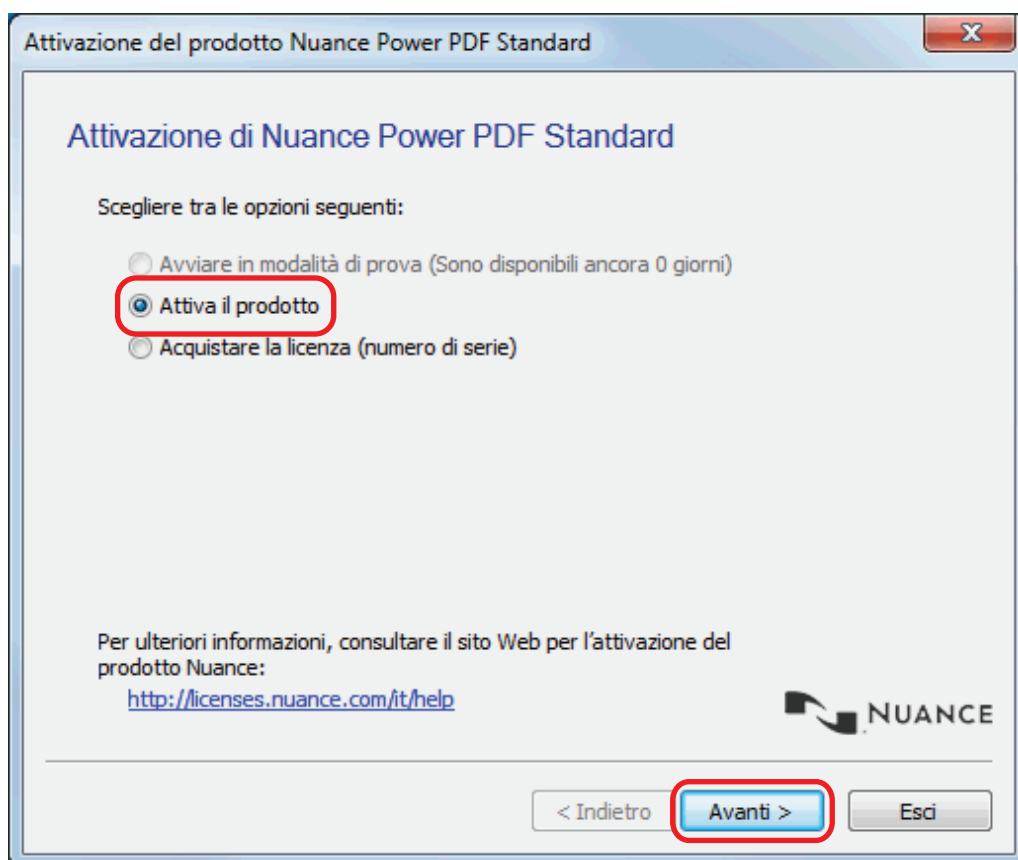 Attivazione del prodotto Nuance Power PDF Standard
Attivazione di Nuance Power PDF Standard
Scegliere tra le opzioni seguenti:
Avviare in modalità di prova (Sono disponibili ancora 0 giorni)
Attiva il prodotto
Acquistare la licenza (numero di serie)
Per ulteriori informazioni, consultare il sito Web per l'attivazione del
prodotto Nuance:
http://licenses.nuance.com/it/help
NUANCE
< Indietro Avanti > Esci